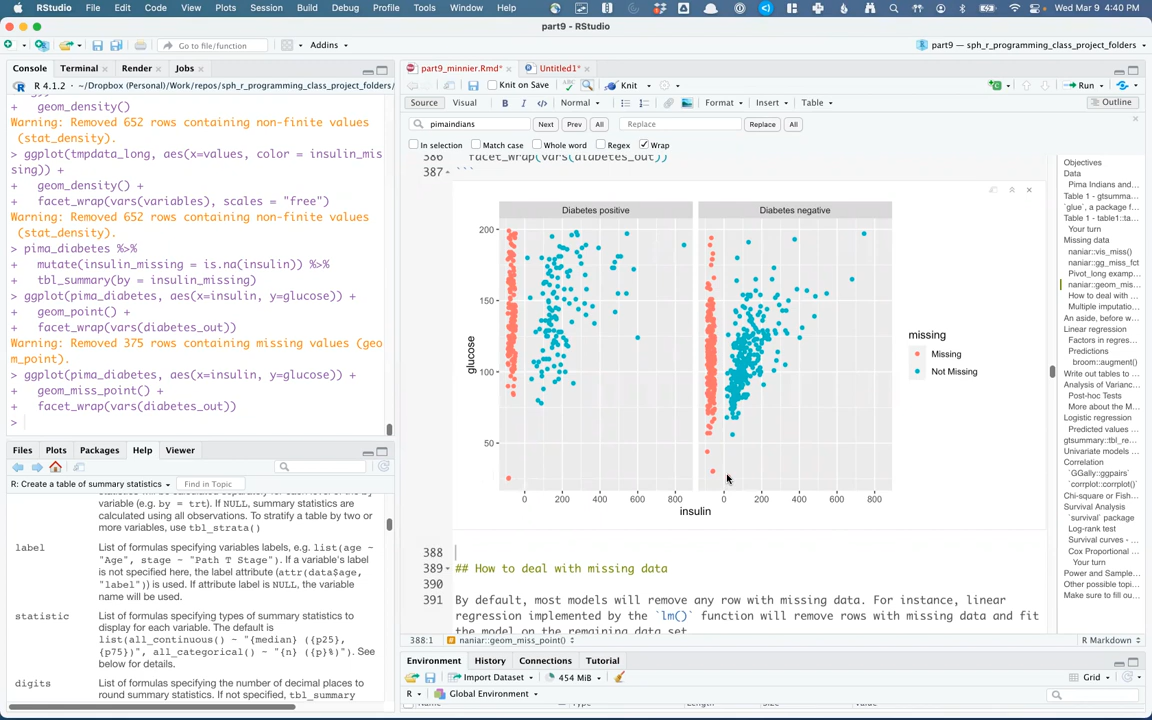 RStudio File Edit Code View Plots Session Build Debug Profile Tools Window Help Wed Mar 9 4:40 PM
part9 - RStudio
Go to file/function Addins part9 — sph_r_programming_class_project_folders
Console Terminal Render Jobs
R 4.1.2 · ~/Dropbox (Personal)/Work/repos/sph_r_programming_class_project_folders/
geom_density()
Warning: Removed 652 rows containing non-finite values
(stat_density).
> ggplot(tmpdata_long, aes(x=values, color = insulin_mis
sing)) +
+ geom_density() +
+ facet_wrap(vars(variables), scales = "free")
Warning: Removed 652 rows containing non-finite values
(stat_density).
> pima_diabetes %>%
+ mutate(insulin_missing = is.na(insulin)) %>%
+ tbl_summary(by = insulin_missing)
> ggplot(pima_diabetes, aes(x=insulin, y=glucose)) +
+ geom_point() +
+ facet_wrap(vars(diabetes_out))
Warning: Removed 375 rows containing missing values (geo
m_point).
> ggplot(pima_diabetes, aes(x=insulin, y=glucose)) +
+ geom_miss_point() +
+ facet_wrap(vars(diabetes_out))
>
Files Plots Packages Help Viewer
R: Create a table of summary statistics Find in Topic
variable (e.g. by = trt). If NULL, summary statistics are
calculated using all observations. To stratify a table by two or
more variables, use tbl_strata()
label List of formulas specifying variables labels, e.g. list(age ~
"Age", stage ~ "Path T Stage"). If a variable's label
is not specified here, the label attribute
(attr(data$age,
"label")) is used. If attribute label is NULL, the variable
name will be used.
statistic List of formulas specifying types of summary statistics to
display for each variable. The default is
list(all_continuous() ~ "{median} ({p25},
{p75})", all_categorical() ~ "{n} ({p}%)"). See
below for details.
digits List of formulas specifying the number of decimal places to
round summary statistics. If not specified, tbl_summary
part9_minnier.Rmd* Untitled1*
Knit on Save Knit Run
Source Visual B I </> Normal Format Insert Table Outline
pimaindians Next Prev All Replace Replace All
In selection Match case Whole word Regex Wrap
386 facet_wrap(vars(diabetes_out))
387 ```
Diabetes positive Diabetes negative
200
150
100
50
glucose
0 200 400 600 800 0 200 400 600 800
insulin
missing
Missing
Not Missing
388
389 ## How to deal with missing data
390
391 By default, most models will remove any row with missing data. For instance, linear
regression implemented by the `lm()` function will remove rows with missing data and fit
the model on the remaining data set
388:1 naniar::geom_miss_point() R Markdown
Objectives
Data
Pima Indians and...
Table 1 - gtsumma...
`glue`, a package f...
Table 1 - table1::ta...
Your turn
Missing data
naniar::vis_miss()
naniar::gg_miss_fct
Pivot_long examp...
naniar::geom_mis...
How to deal with ...
Multiple imputatio...
An aside, before w...
Linear regression
Factors in regres...
Predictions
broom::augment()
Write out tables to ...
Analysis of Varianc...
Post-hoc Tests
More about the M...
Logistic regression
Predicted values ...
gtsummary::tbl_re...
Univariate models ...
Correlation
`GGally::ggpairs`
`corrplot::corrplot()`
Chi-square or Fish...
Survival Analysis
`survival` package
Log-rank test
Survival curves - ...
Cox Proportional ...
Your turn
Power and Sample...
Other possible topi...
Make sure to fill ou...
Environment History Connections Tutorial
Import Dataset 454 MiB Grid
R Global Environment